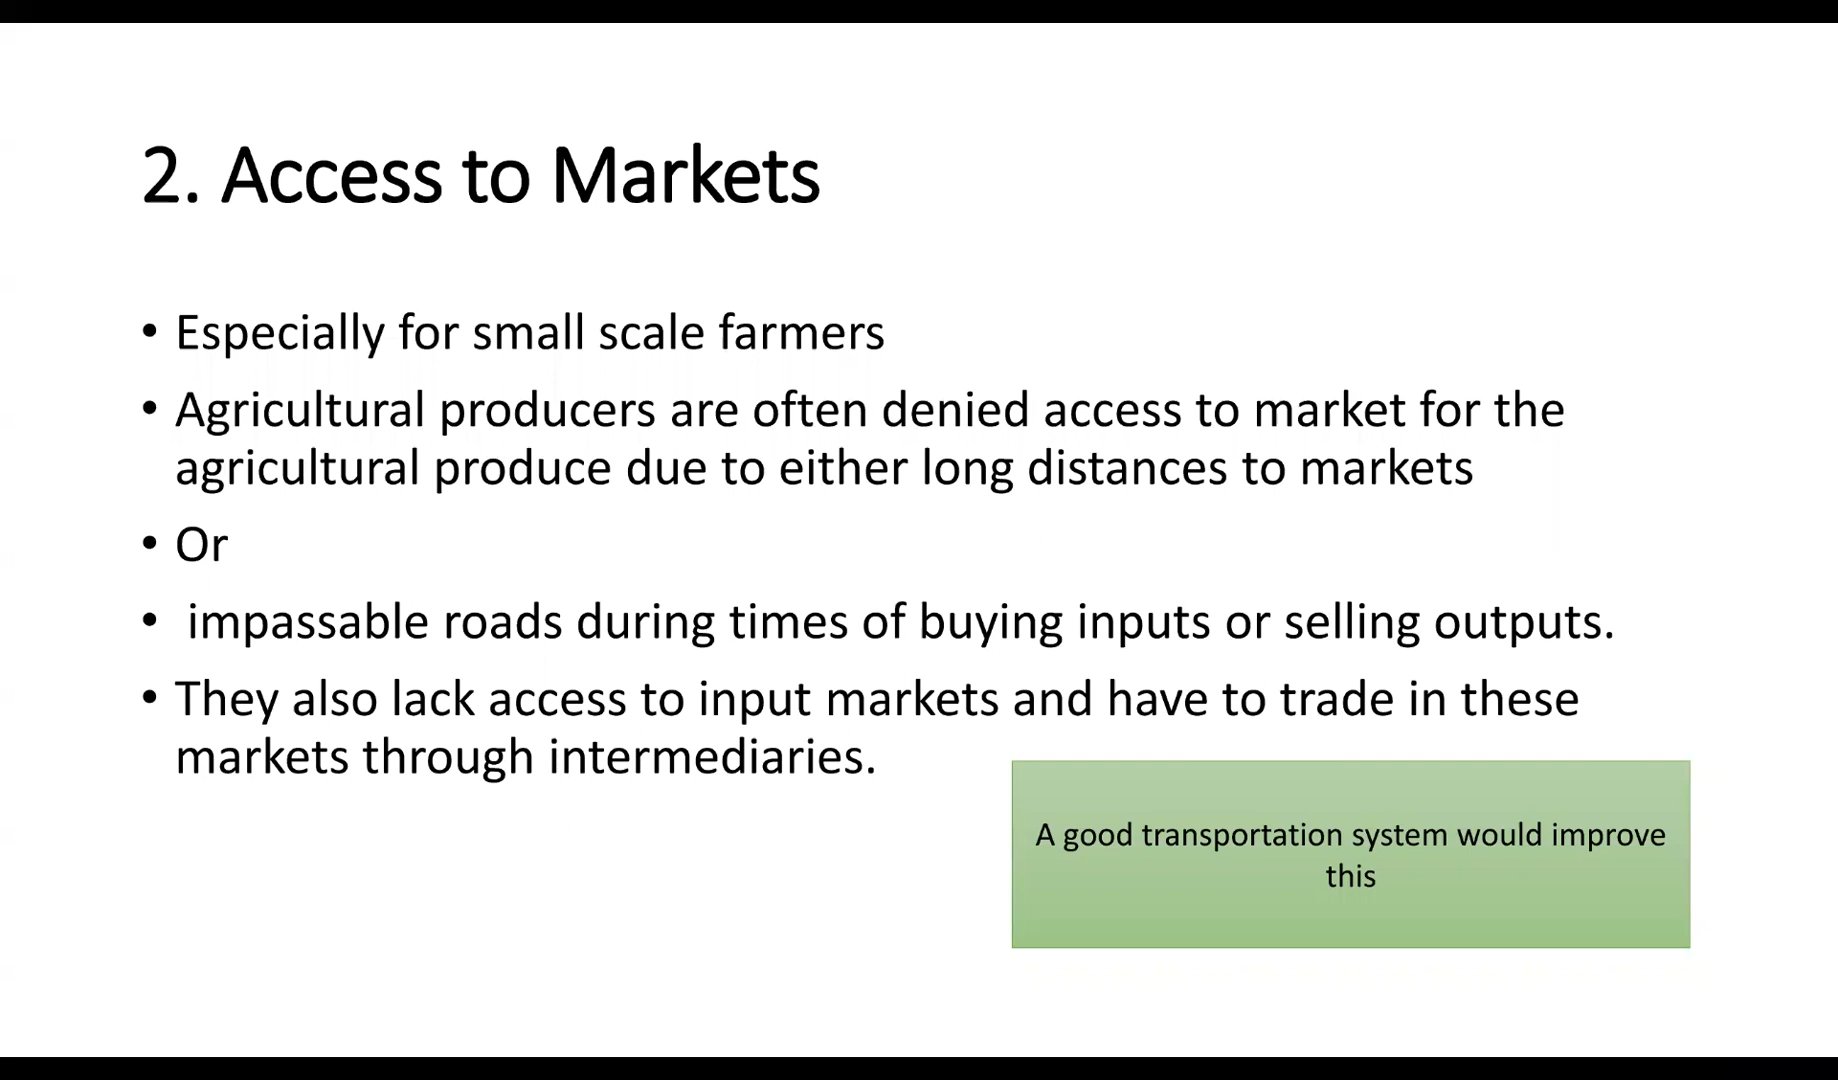 2. Access to Markets
• Especially for small scale farmers
• Agricultural producers are often denied access to market for the
agricultural produce due to either long distances to markets
• Or
• impassable roads during times of buying inputs or selling outputs.
• They also lack access to input markets and have to trade in these
markets through intermediaries.
A good transportation system would improve
this